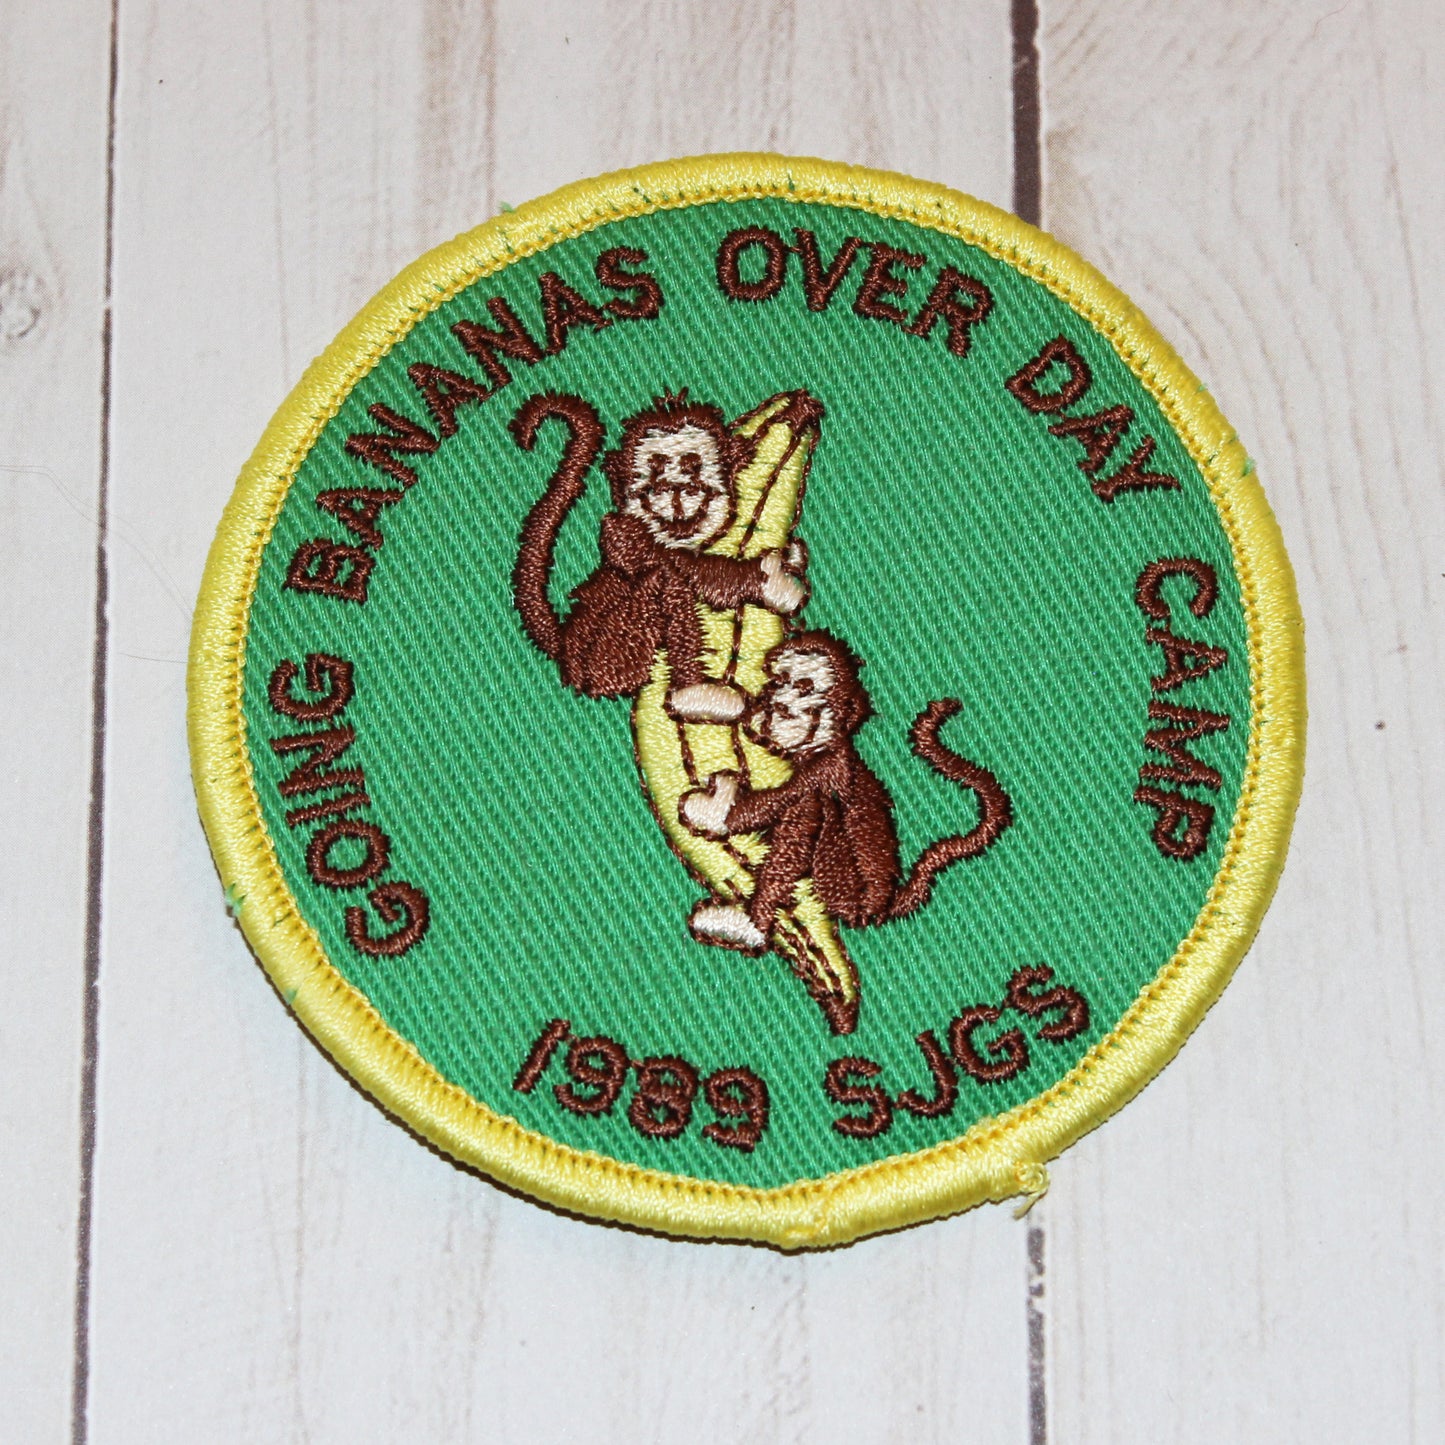 GOING BANANAS OVER DAY CAMP
1989 SJGS